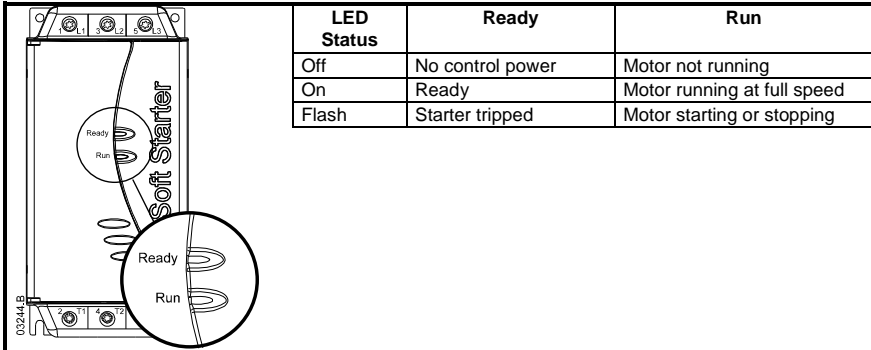 1 L1 3 L2 5 L3
Ready
Run
Soft Starter
Ready
Run
2 T1 4 T2
03244.B
LED Status Ready Run
Off No control power Motor not running
On Ready Motor running at full speed
Flash Starter tripped Motor starting or stopping